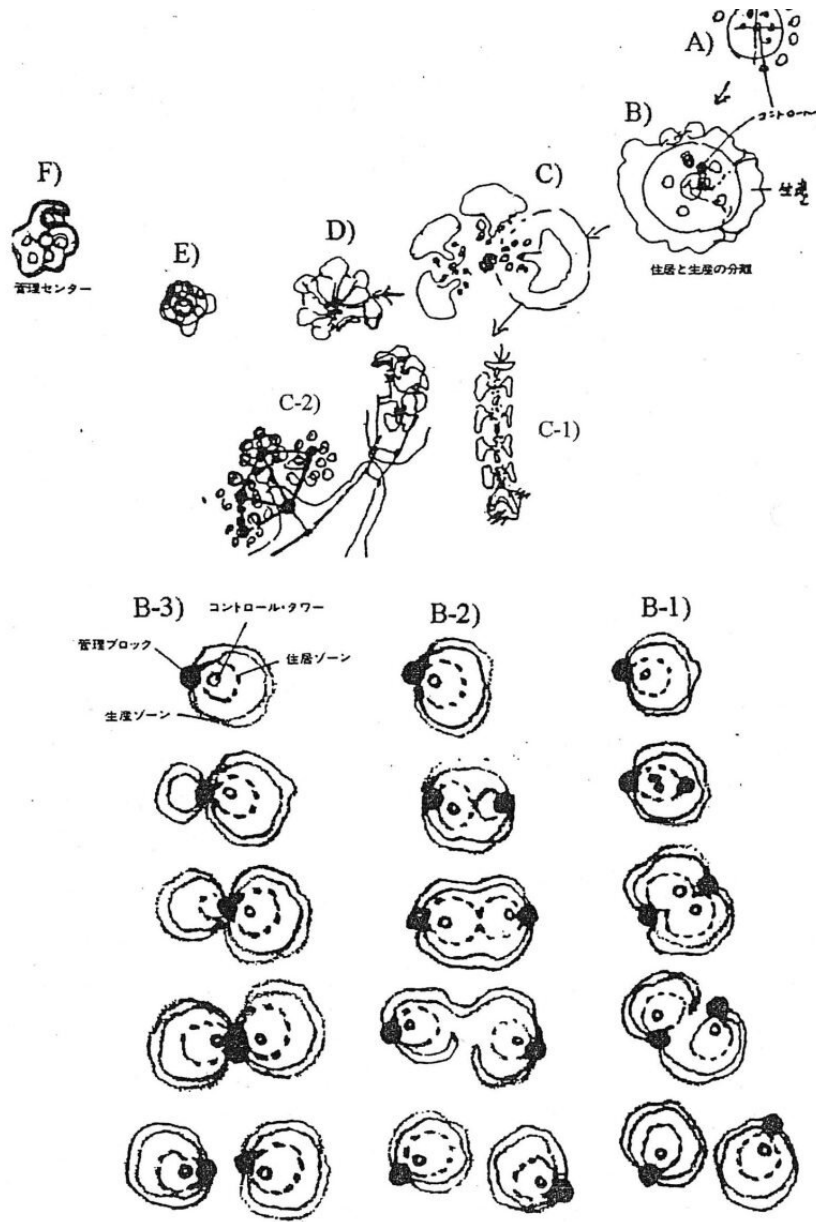 A)
コントロール
B)
生産
住居と生産の分離
C)
D)
E)
F)
管理センター
C-1)
C-2)
B-3)
コントロール・タワー
管理ブロック
住居ゾーン
生産ゾーン
B-2)
B-1)